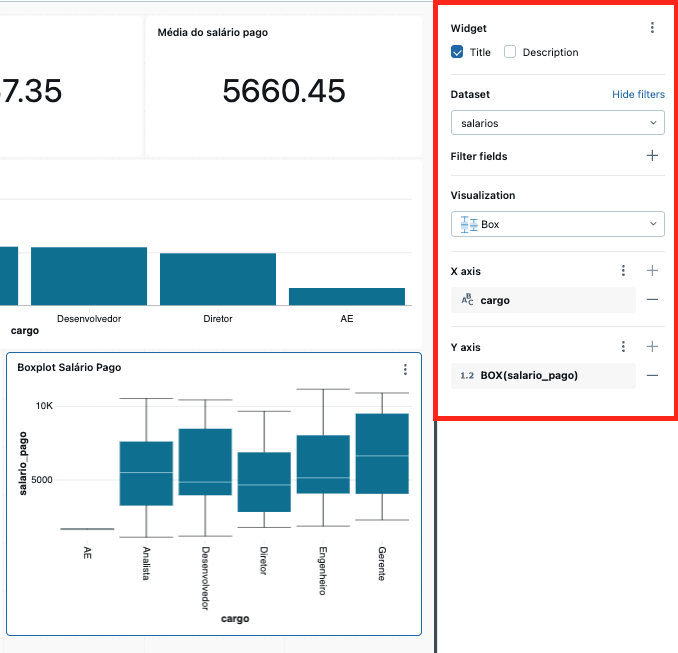 Média do salário pago
7.35
5660.45
Desenvolvedor
Diretor
AE
cargo
Boxplot Salário Pago
10K
5000
salario_pago
AE
Analista
Desenvolvedor
Diretor
Engenheiro
Gerente
cargo
Widget
Title
Description
Dataset
Hide filters
salarios
Filter fields
Visualization
Box
X axis
ABC cargo
Y axis
1.2 BOX(salario_pago)